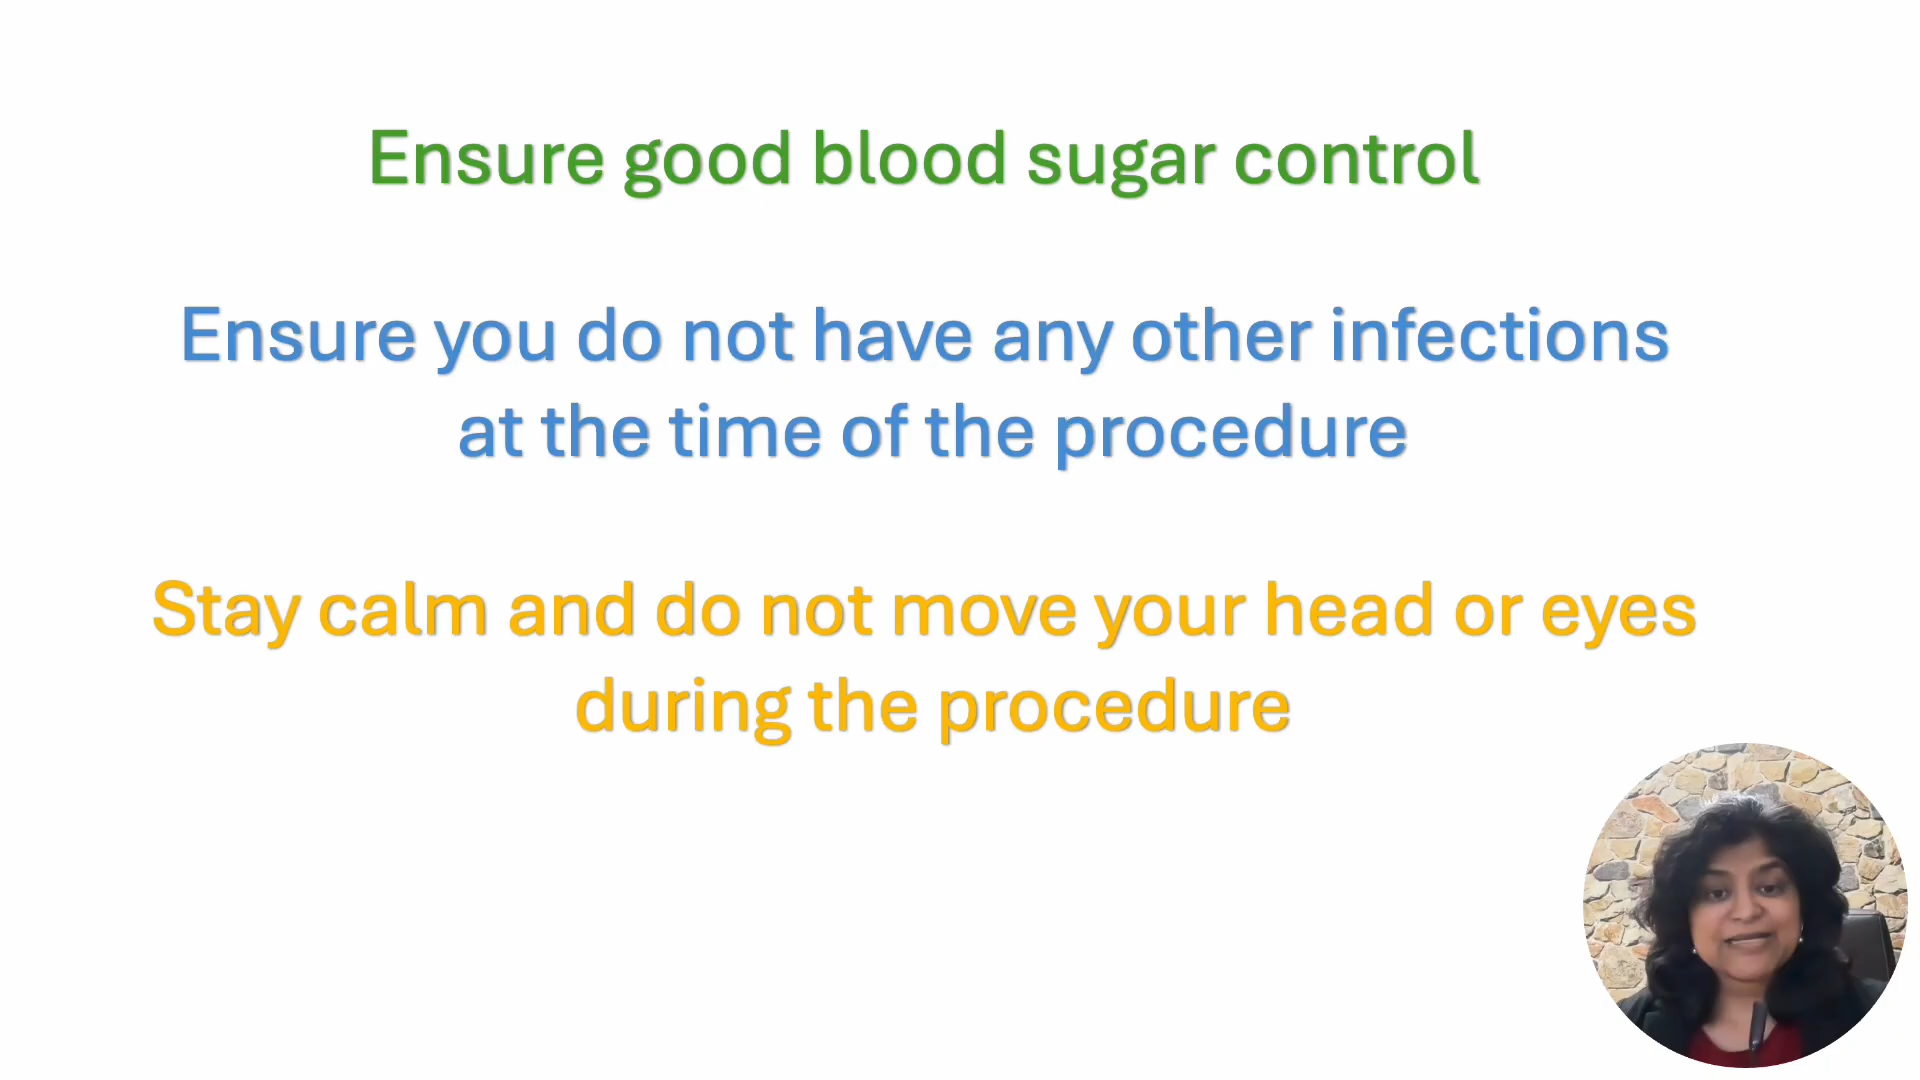 Ensure good blood sugar control
Ensure you do not have any other infections
at the time of the procedure
Stay calm and do not move your head or eyes
during the procedure